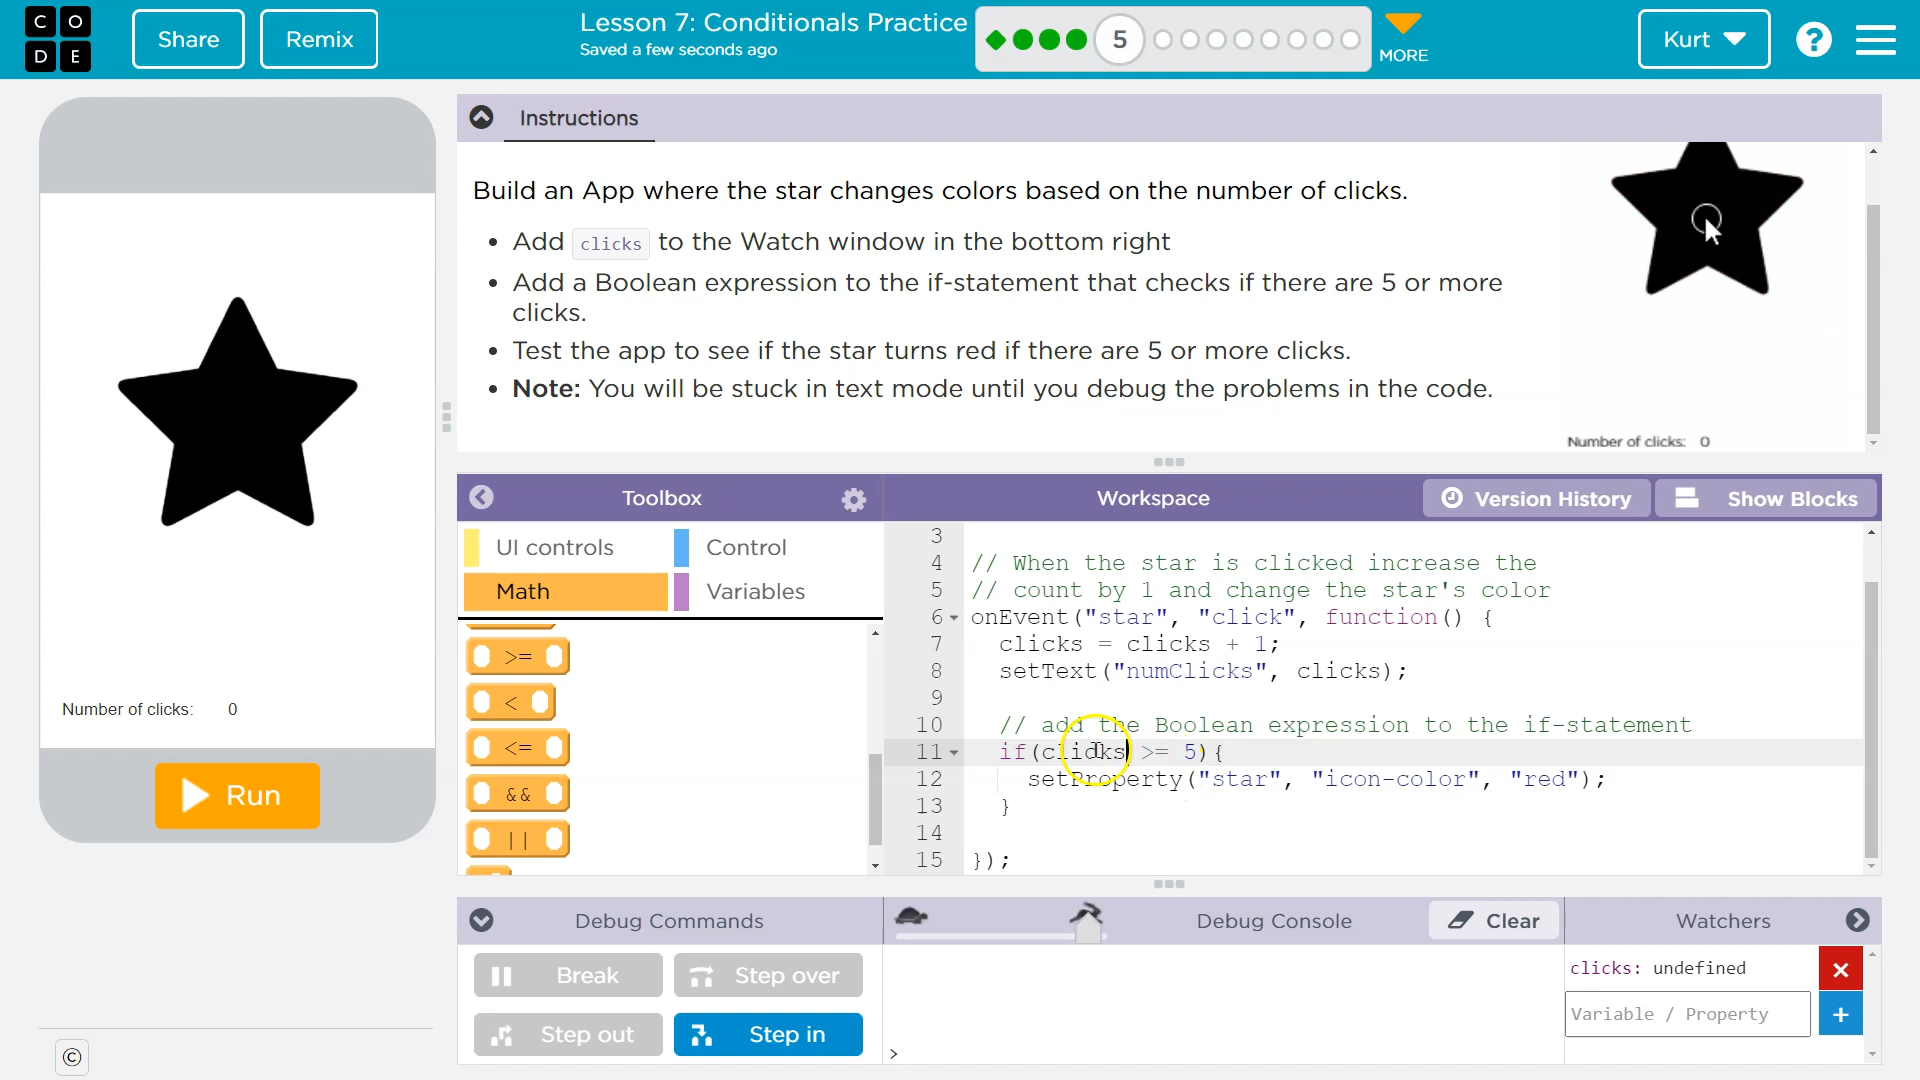 C O
D E
Share
Remix
Lesson 7: Conditionals Practice
Saved a few seconds ago
5
MORE
Kurt
?
Instructions
Build an App where the star changes colors based on the number of clicks.
• Add clicks to the Watch window in the bottom right
• Add a Boolean expression to the if-statement that checks if there are 5 or more
clicks.
• Test the app to see if the star turns red if there are 5 or more clicks.
• Note: You will be stuck in text mode until you debug the problems in the code.
Number of clicks: 0
Number of clicks: 0
Run
©
Toolbox
Workspace
Version History
Show Blocks
UI controls
Control
Math
Variables
>=
<
<=
&&
||
3
4 // When the star is clicked increase the
5 // count by 1 and change the star's color
6 onEvent("star", "click", function() {
7 clicks = clicks + 1;
8 setText("numClicks", clicks);
9
10 // add the Boolean expression to the if-statement
11 if(clicks >= 5){
12 setProperty("star", "icon-color", "red");
13 }
14
15 });
Debug Commands
Debug Console
Clear
Watchers
Break
Step over
Step out
Step in
>
clicks: undefined
Variable / Property
+